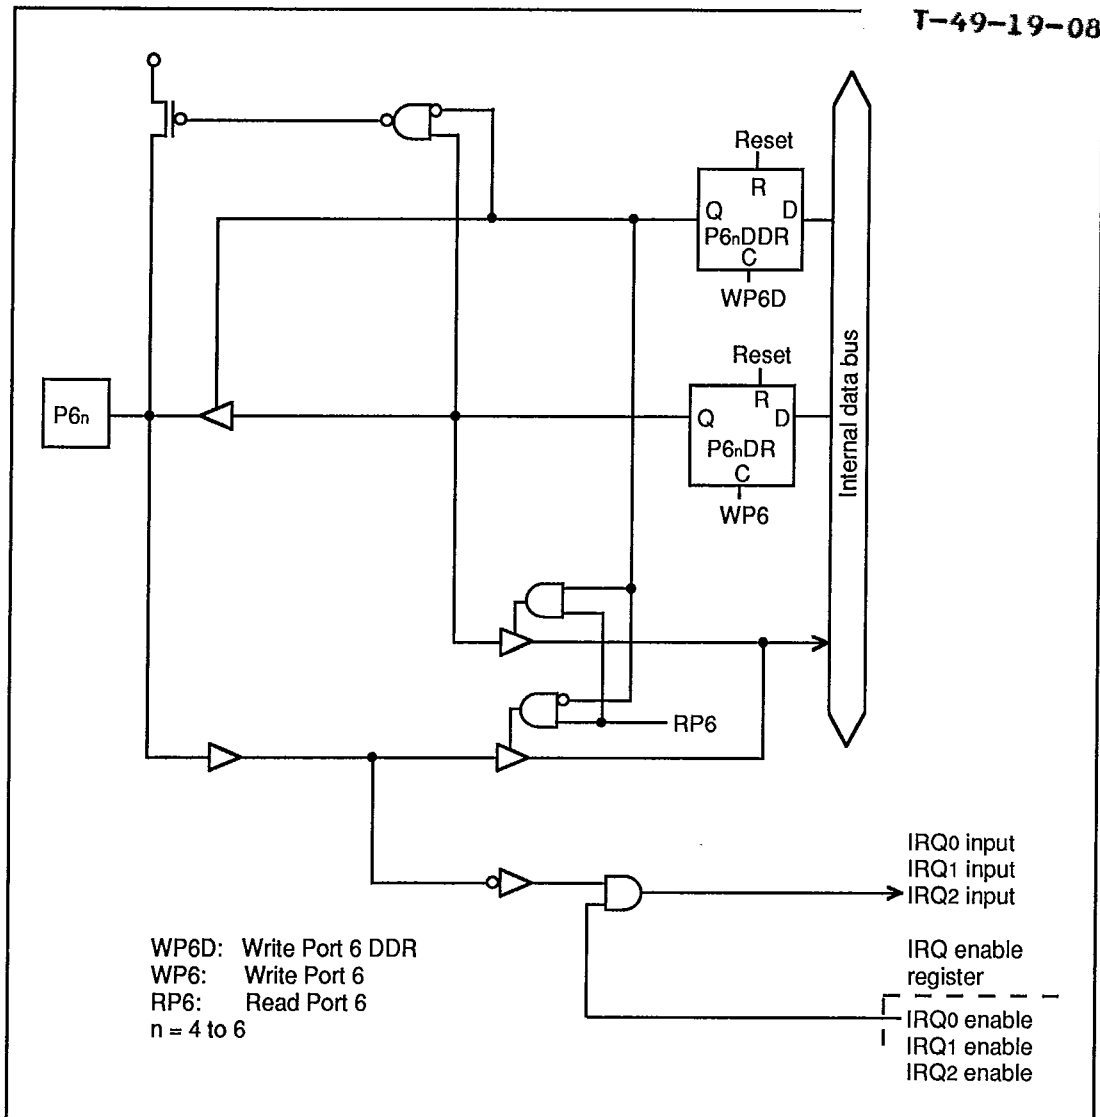 T-49-19-08
Reset
R
Q D
P6nDDR
C
WP6D
Reset
R
Q D
P6nDR
C
WP6
Internal data bus
P6n
RP6
IRQ0 input
IRQ1 input
IRQ2 input
WP6D: Write Port 6 DDR
WP6: Write Port 6
RP6: Read Port 6
n = 4 to 6
IRQ enable
register
IRQ0 enable
IRQ1 enable
IRQ2 enable